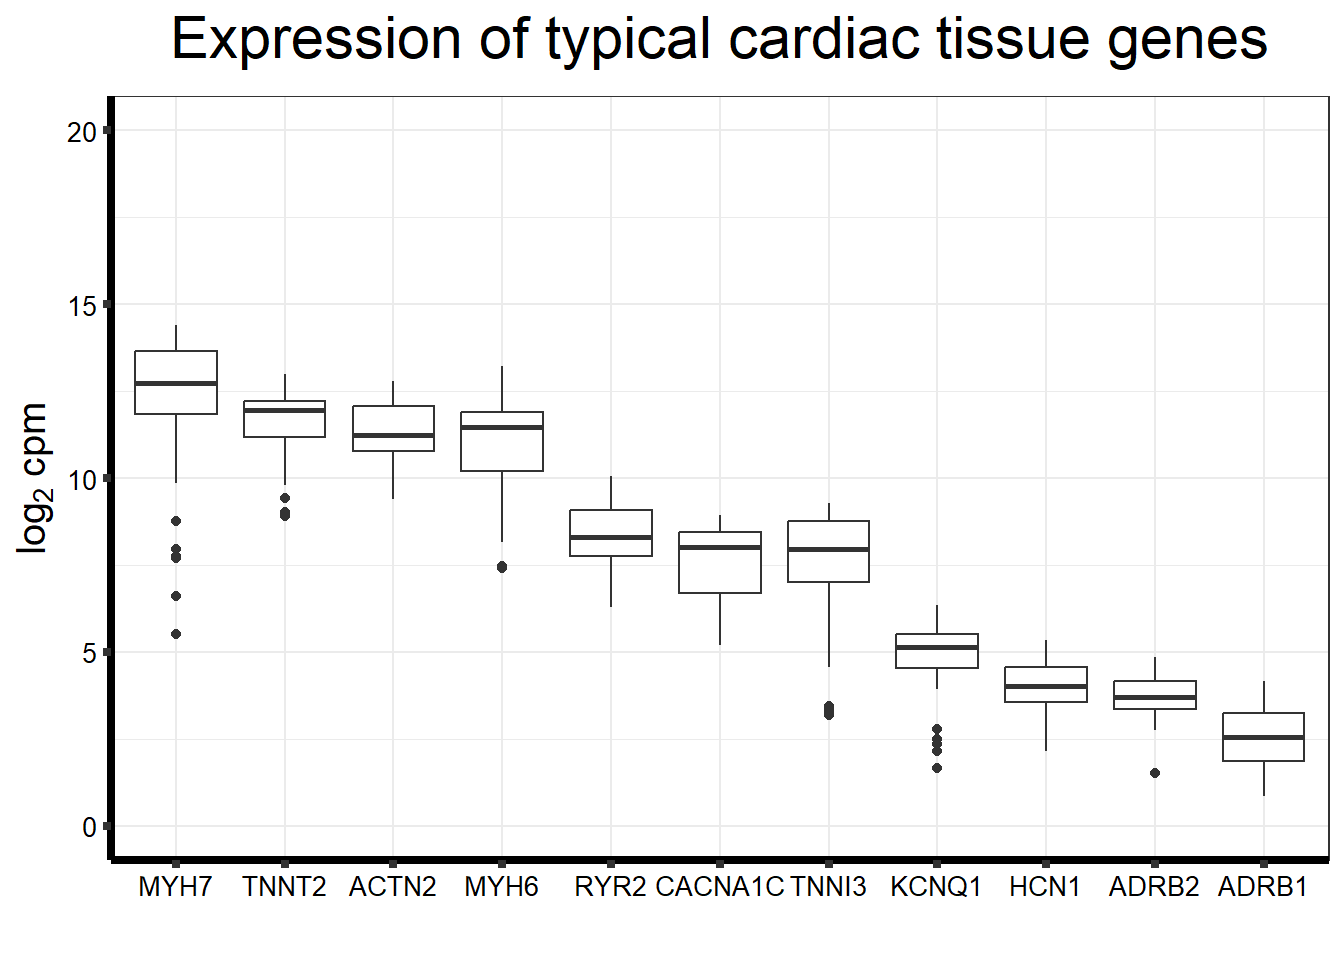 Expression of typical cardiac tissue genes
20
15
10
5
0
log₂ cpm
MYH7 TNNT2 ACTN2 MYH6 RYR2 CACNA1C TNNI3 KCNQ1 HCN1 ADRB2 ADRB1